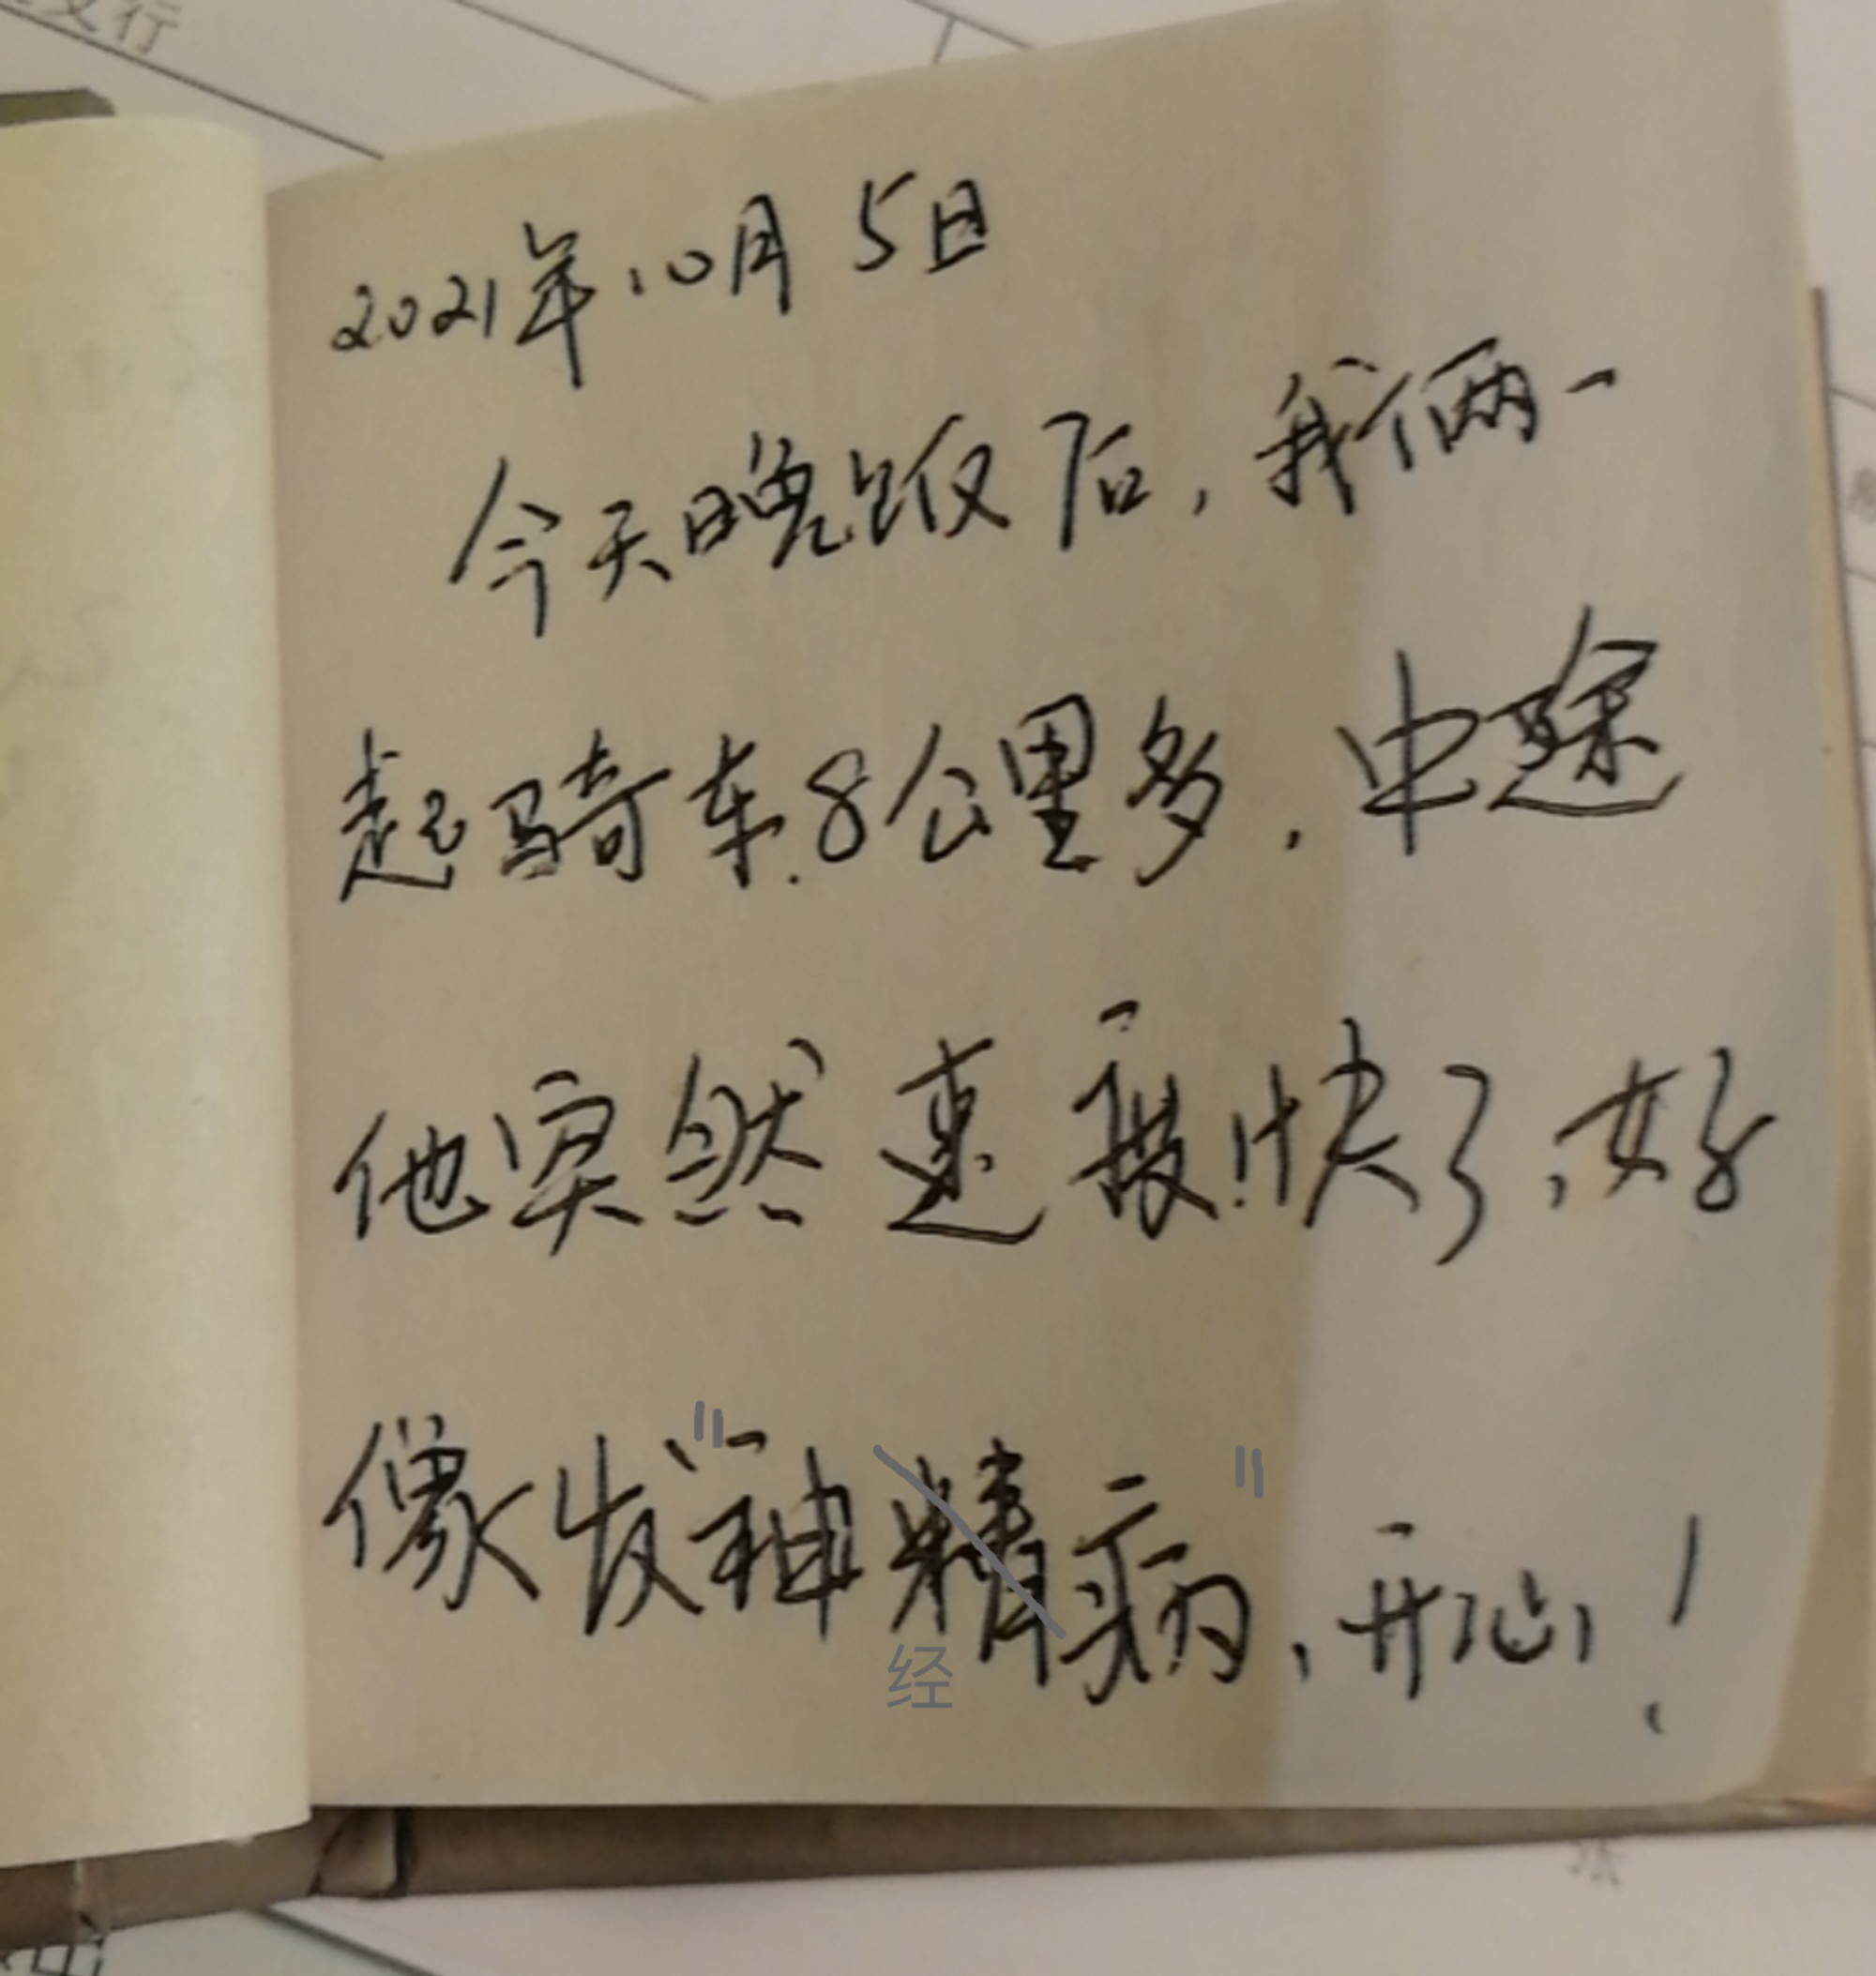 2021年10月5日
今天晚饭后,我俩一
起骑车8公里多,中途
他突然速很快了,好
像发"神精病",开心!
经